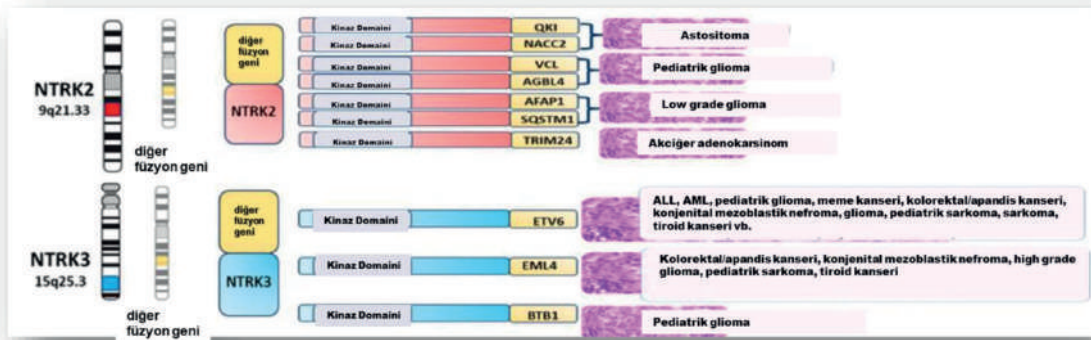 NTRK2
9q21.33
diğer
füzyon geni
diğer
füzyon
geni
NTRK2
Kinaz Domaini
QKI
Kinaz Domaini
NACC2
Astositoma
Kinaz Domaini
VCL
Kinaz Domaini
AGBL4
Pediatrik glioma
Kinaz Domaini
AFAP1
Kinaz Domaini
SQSTM1
Low grade glioma
Kinaz Domaini
TRIM24
Akciğer adenokarsinom
NTRK3
15q25.3
diğer
füzyon geni
diğer
füzyon
geni
NTRK3
Kinaz Domaini
ETV6
ALL, AML, pediatrik glioma, meme kanseri, kolorektal/apandis kanseri,
konjenital mezoblastik nefroma, glioma, pediatrik sarkoma, sarkoma,
tiroid kanseri vb.
Kinaz Domaini
EML4
Kolorektal/apandis kanseri, konjenital mezoblastik nefroma, high grade
glioma, pediatrik sarkoma, tiroid kanseri
Kinaz Domaini
BTB1
Pediatrik glioma